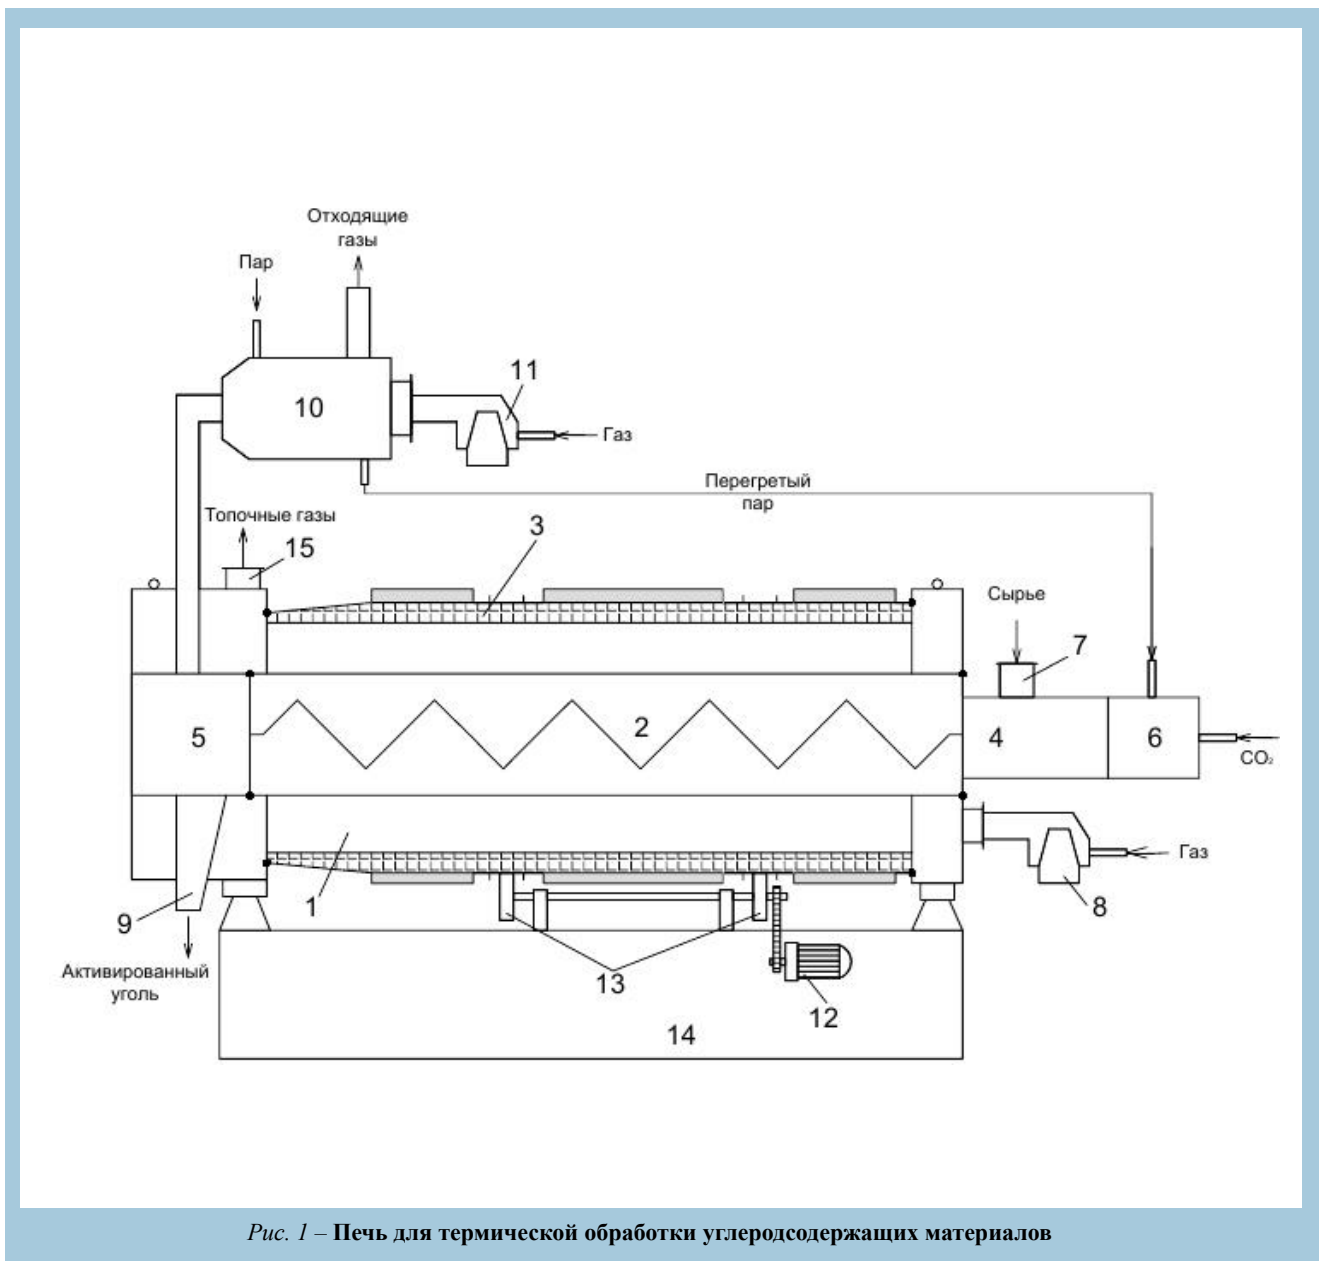 Отходящие
газы
Пар
11
10
Газ
Перегретый
пар
Топочные газы
3
15
Сырье
7
5
2
4
6
CO₂
Газ
1
8
9
Активированный
уголь
13
12
14
Рис. 1 – Печь для термической обработки углеродсодержащих материалов